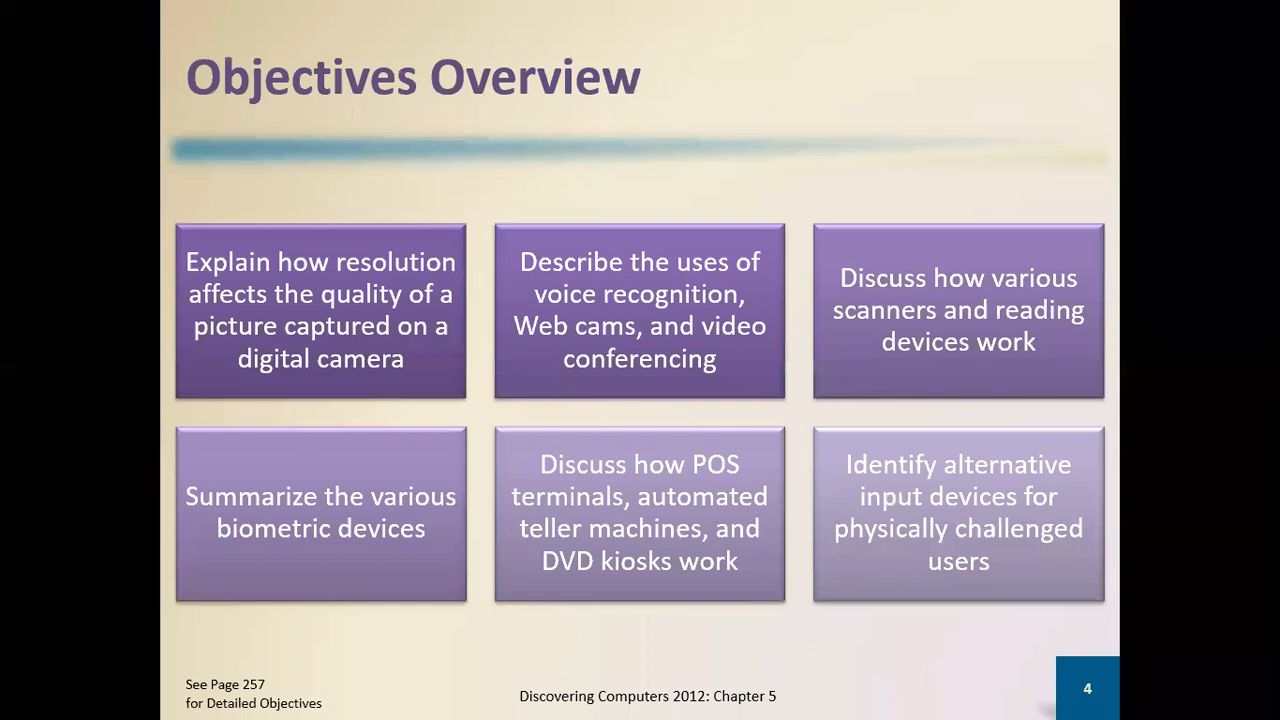 Objectives Overview
Explain how resolution
affects the quality of a
picture captured on a
digital camera
Describe the uses of
voice recognition,
Web cams, and video
conferencing
Discuss how various
scanners and reading
devices work
Summarize the various
biometric devices
Discuss how POS
terminals, automated
teller machines, and
DVD kiosks work
Identify alternative
input devices for
physically challenged
users
See Page 257
for Detailed Objectives
Discovering Computers 2012: Chapter 5
4